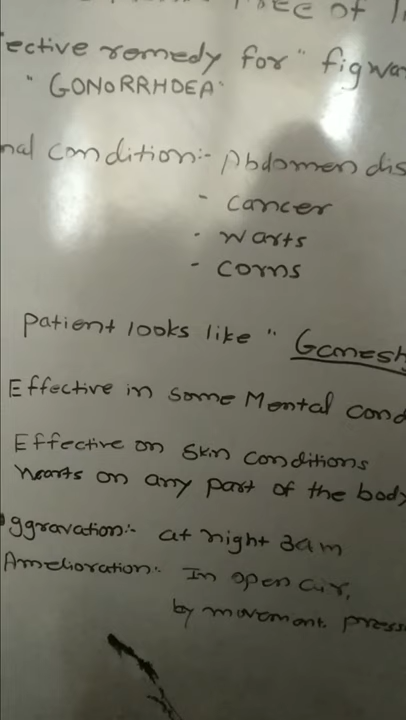 EC OF
ective remedy for " figwa
" GONORRHOEA"
nal condition:- Abdomen dis
- cancer
- warts
- corns
patient looks like " Ganesh
Effective in some Mental cond
Effective on Skin conditions
warts on any part of the body
ggravation:- at night 3am
Amelioration:- In open air,
by movement. press